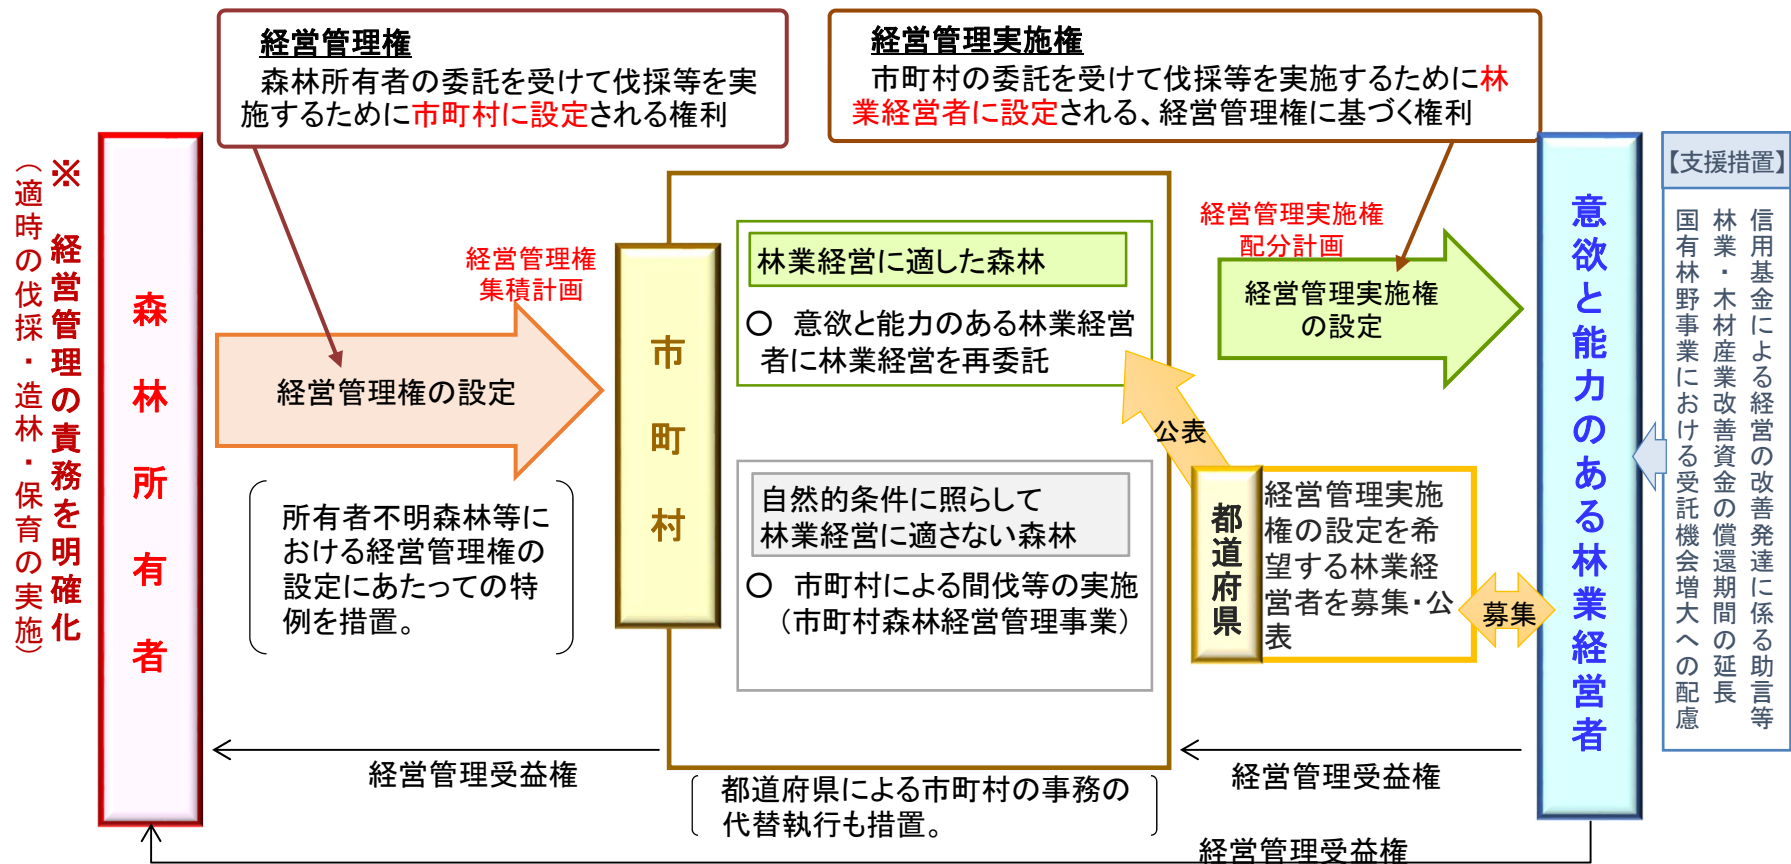 経営管理権
森林所有者の委託を受けて伐採等を実
施するために市町村に設定される権利
経営管理実施権
市町村の委託を受けて伐採等を実施するために林
業経営者に設定される、経営管理権に基づく権利
※ 経営管理の責務を明確化
（適時の伐採・造林・保育の実施）
森林所有者
経営管理権
集積計画
経営管理権の設定
所有者不明森林等に
おける経営管理権の
設定にあたっての特
例を措置。
市町村
林業経営に適した森林
○ 意欲と能力のある林業経営
者に林業経営を再委託
自然的条件に照らして
林業経営に適さない森林
○ 市町村による間伐等の実施
（市町村森林経営管理事業）
経営管理実施権
配分計画
経営管理実施権
の設定
公表
都道府県
経営管理実施
権の設定を希
望する林業経
営者を募集・公
表
募集
意欲と能力のある林業経営者
【支援措置】
信用基金による経営の改善発達に係る助言等
林業・木材産業改善資金の償還期間の延長
国有林野事業における受託機会増大への配慮
経営管理受益権
経営管理受益権
都道府県による市町村の事務の
代替執行も措置。
経営管理受益権